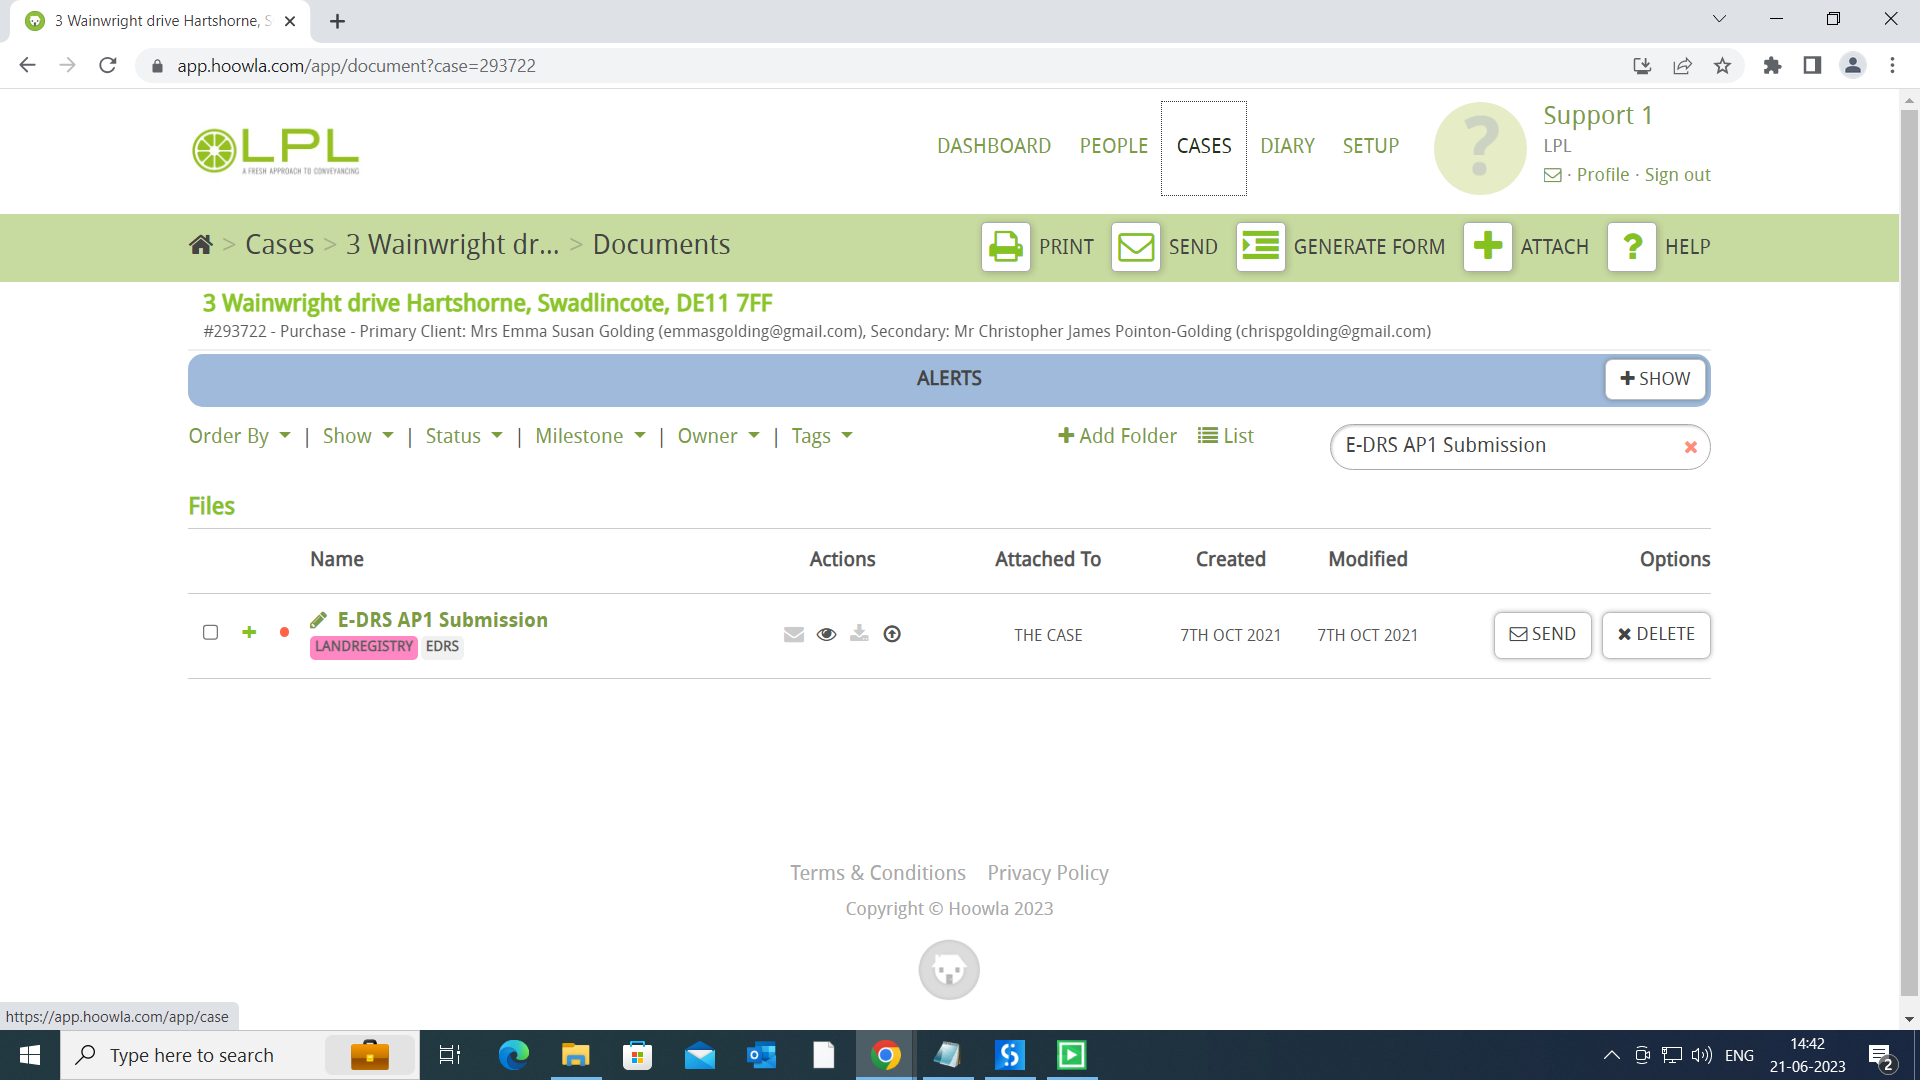 3 Wainwright drive Hartshorne, S
app.hoowla.com/app/document?case=293722
LPL
A FRESH APPROACH TO CONVEYANCING
DASHBOARD PEOPLE CASES DIARY SETUP
?
Support 1
LPL
· Profile · Sign out
> Cases > 3 Wainwright dr... > Documents
PRINT SEND GENERATE FORM ATTACH ? HELP
3 Wainwright drive Hartshorne, Swadlincote, DE11 7FF
#293722 - Purchase - Primary Client: Mrs Emma Susan Golding (emmasgolding@gmail.com), Secondary: Mr Christopher James Pointon-Golding (chrispgolding@gmail.com)
ALERTS
SHOW
Order By | Show | Status | Milestone | Owner | Tags
Add Folder List
E-DRS AP1 Submission
Files
Name Actions Attached To Created Modified Options
E-DRS AP1 Submission
LANDREGISTRY EDRS
THE CASE 7TH OCT 2021 7TH OCT 2021 SEND DELETE
Terms & Conditions Privacy Policy
Copyright © Hoowla 2023
https://app.hoowla.com/app/case
Type here to search
ENG
14:42
21-06-2023
2